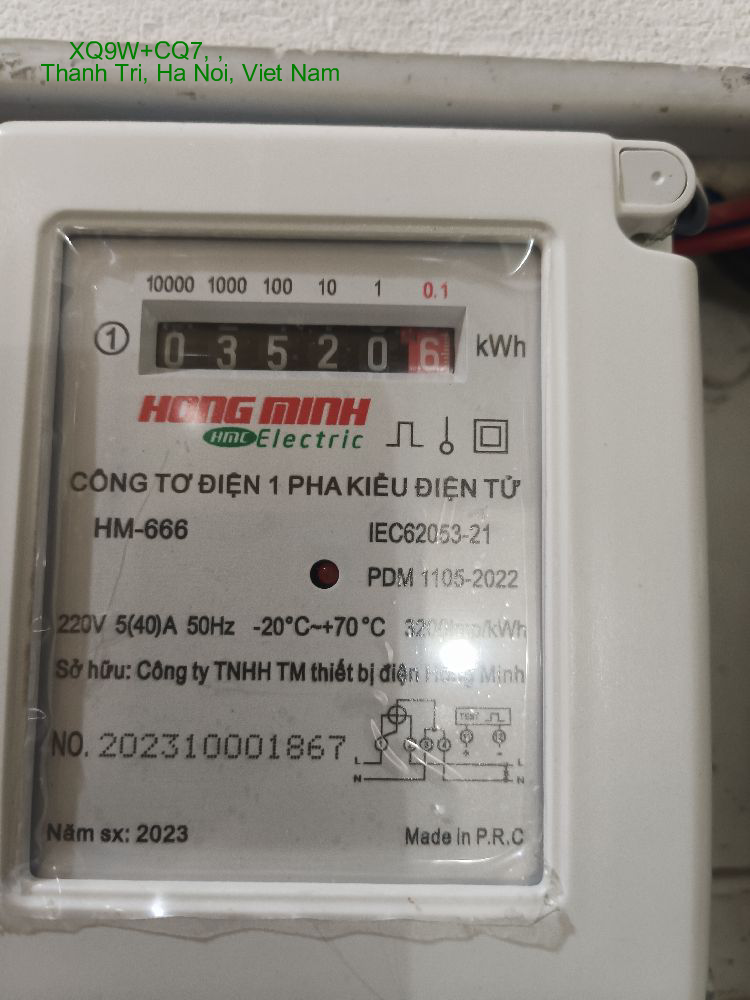 XQ9W+CQ7, ,
Thanh Tri, Ha Noi, Viet Nam
10000 1000 100 10 1 0.1
1 0 3 5 2 0 6 kWh
HONG MINH
HMC Electric
CÔNG TƠ ĐIỆN 1 PHA KIỂU ĐIỆN TỬ
HM-666 IEC62053-21
PDM 1105-2022
220V 5(40)A 50Hz -20°C~+70°C
Sở hữu: Công ty TNHH TM thiết bị điện Hồng Minh
TEST
L L
N N
NO. 202310001867
Năm sx: 2023 Made in P.R.C